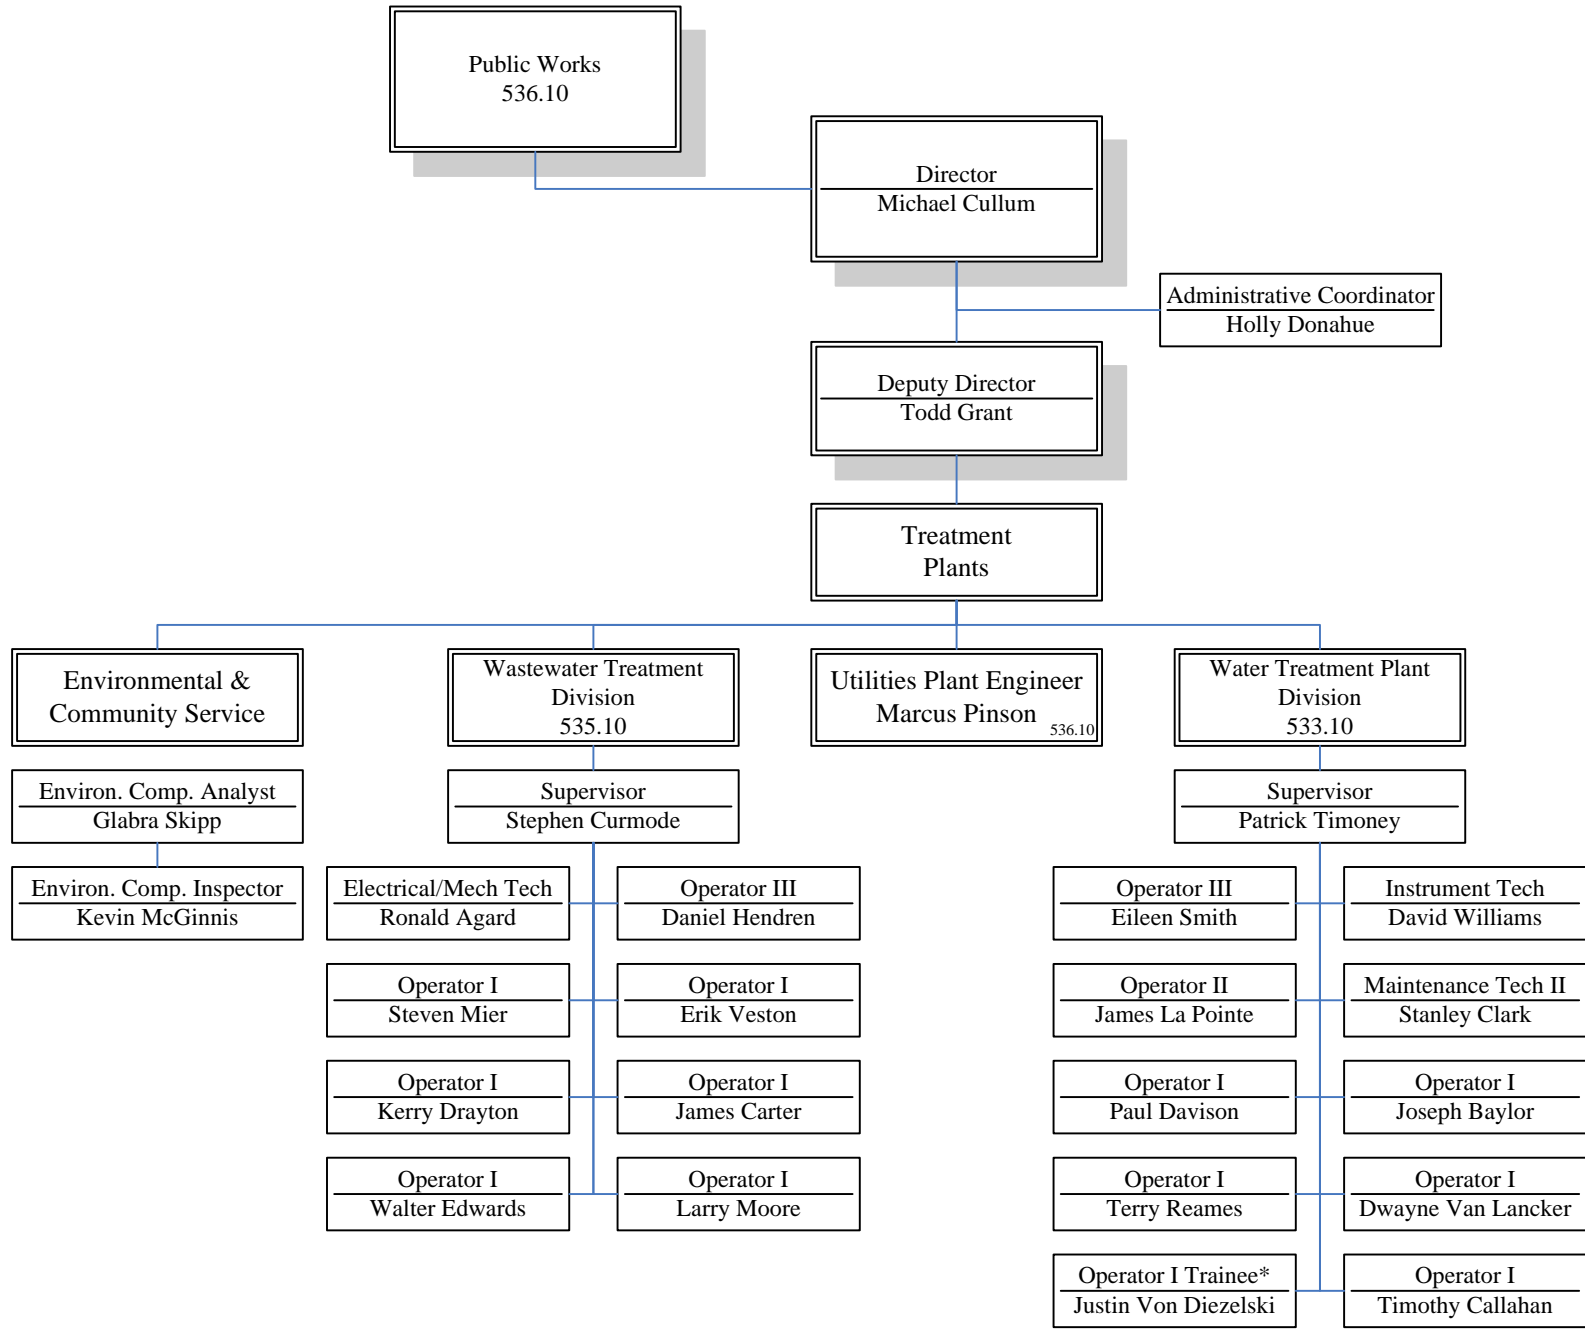 Public Works
536.10
Director
Michael Cullum
Administrative Coordinator
Holly Donahue
Deputy Director
Todd Grant
Treatment
Plants
Environmental &
Community Service
Wastewater Treatment
Division
535.10
Utilities Plant Engineer
Marcus Pinson
536.10
Water Treatment Plant
Division
533.10
Environ. Comp. Analyst
Glabra Skipp
Environ. Comp. Inspector
Kevin McGinnis
Supervisor
Stephen Curmode
Electrical/Mech Tech
Ronald Agard
Operator III
Daniel Hendren
Operator I
Steven Mier
Operator I
Erik Veston
Operator I
Kerry Drayton
Operator I
James Carter
Operator I
Walter Edwards
Operator I
Larry Moore
Supervisor
Patrick Timoney
Operator III
Eileen Smith
Instrument Tech
David Williams
Operator II
James La Pointe
Maintenance Tech II
Stanley Clark
Operator I
Paul Davison
Operator I
Joseph Baylor
Operator I
Terry Reames
Operator I
Dwayne Van Lancker
Operator I Trainee*
Justin Von Diezelski
Operator I
Timothy Callahan